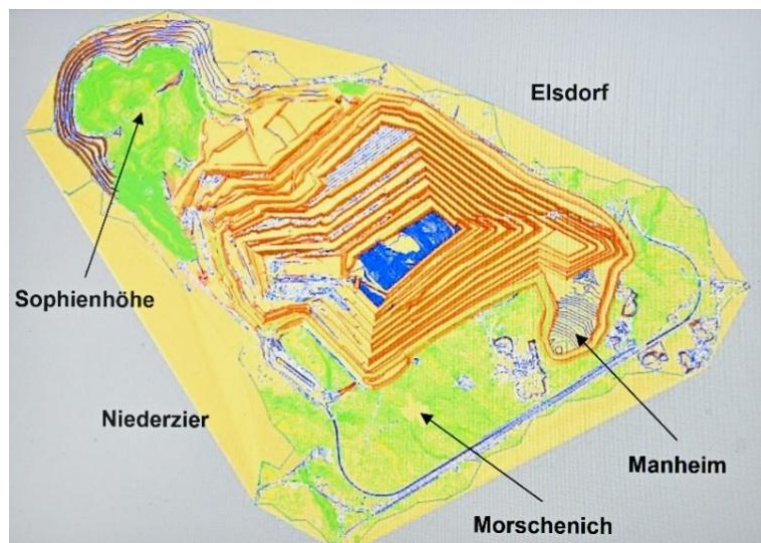 Elsdorf
Sophienhöhe
Niederzier
Manheim
Morschenich